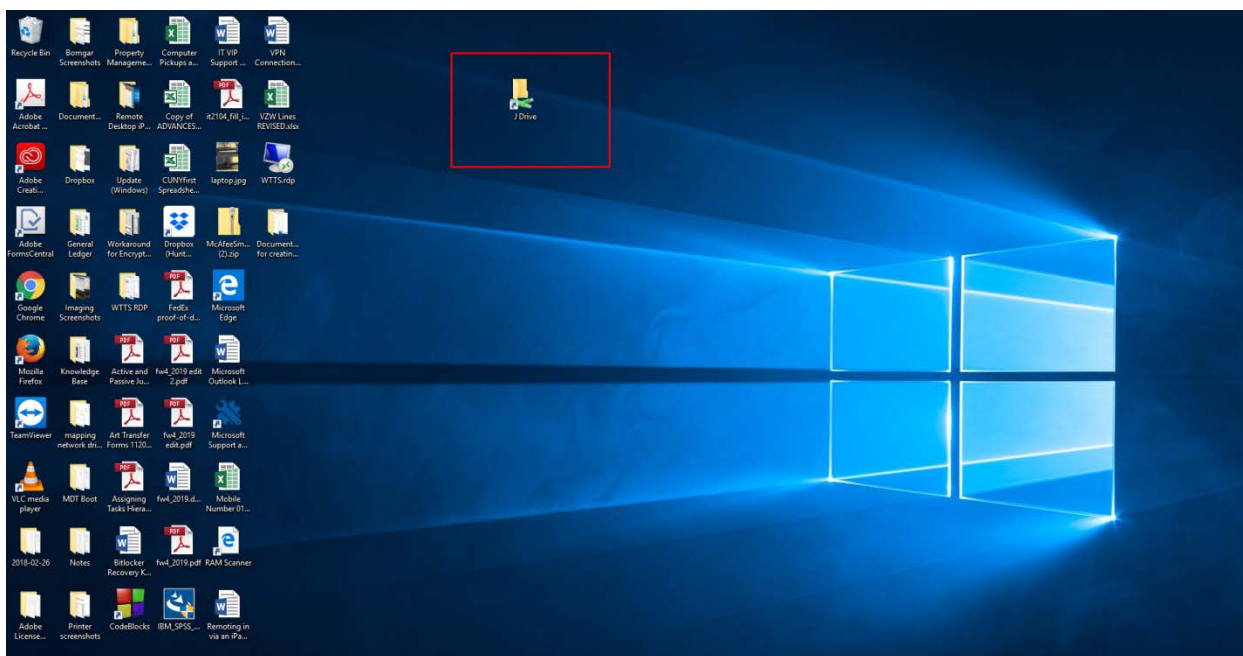 Recycle Bin
Bomgar
Screenshots
Property
Manageme...
Computer
Pickups a...
IT VIP
Support ...
VPN
Connection...
J Drive
Adobe
Acrobat ...
Document...
Remote
Desktop iP...
Copy of
ADVANCES...
it2104_fill_i...
VZW Lines
REVISED.xlsx
Adobe
Creati...
Dropbox
Update
(Windows)
CUNYfirst
Spreadshe...
laptop.jpg
WTTS.rdp
Adobe
FormsCentral
General
Ledger
Workaround
for Encrypt...
Dropbox
(Hunt...
McAfeeSm...
(2).zip
Document...
for creatin...
Google
Chrome
Imaging
Screenshots
WTTS RDP
FedEx
proof-of-d...
Microsoft
Edge
Mozilla
Firefox
Knowledge
Base
Active and
Passive Ju...
fw4_2019 edit
2.pdf
Microsoft
Outlook L...
TeamViewer
mapping
network dri...
Art Transfer
Forms 1120...
fw4_2019
edit.pdf
Microsoft
Support a...
VLC media
player
MDT Boot
Assigning
Tasks Hiera...
fw4_2019.d...
Mobile
Number 01...
2018-02-26
Notes
Bitlocker
Recovery K...
fw4_2019.pdf
RAM Scanner
Adobe
License...
Printer
screenshots
CodeBlocks
IBM_SPSS_...
Remoting in
via an iPa...